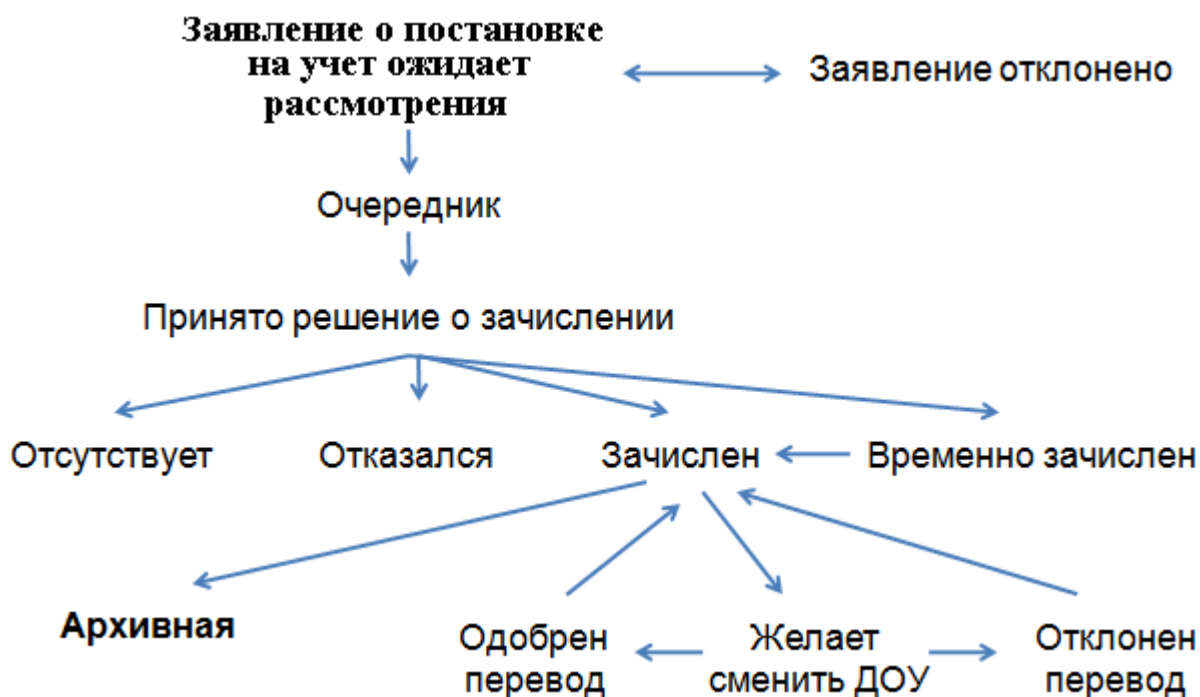 Заявление о постановке
на учет ожидает
рассмотрения
Заявление отклонено
Очередник
Принято решение о зачислении
Отсутствует
Отказался
Зачислен
Временно зачислен
Архивная
Одобрен
перевод
Желает
сменить ДОУ
Отклонен
перевод